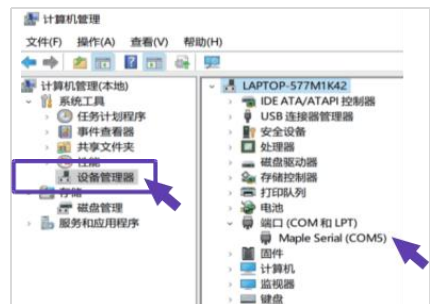 计算机管理
文件(F) 操作(A) 查看(V) 帮助(H)
计算机管理(本地)
系统工具
任务计划程序
事件查看器
共享文件夹
性能
设备管理器
存储
磁盘管理
服务和应用程序
LAPTOP-577M1K42
IDE ATA/ATAPI 控制器
USB 连接器管理器
安全设备
处理器
磁盘驱动器
存储控制器
打印队列
电池
端口 (COM 和 LPT)
Maple Serial (COM5)
固件
计算机
监视器
键盘